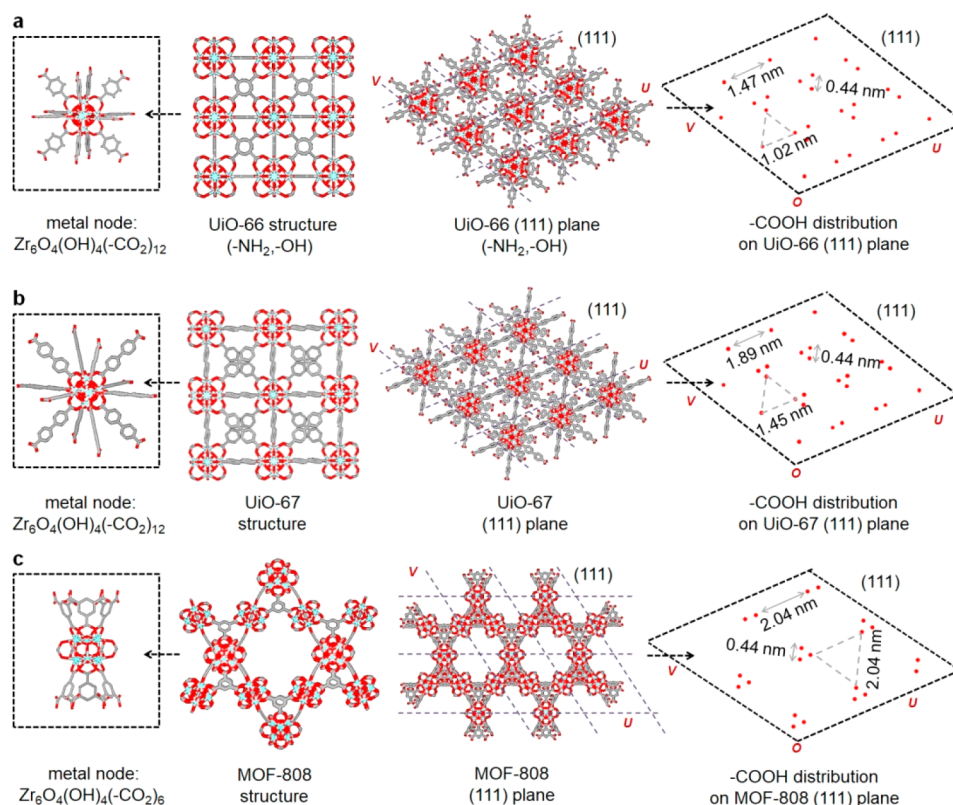 a
(111)
(111)
V
U
1.47 nm
0.44 nm
1.02 nm
V
U
O
metal node:
Zr₆O₄(OH)₄(-CO₂)₁₂
UiO-66 structure
(-NH₂,-OH)
UiO-66 (111) plane
(-NH₂,-OH)
-COOH distribution
on UiO-66 (111) plane
b
(111)
(111)
V
U
1.89 nm
0.44 nm
1.45 nm
V
U
O
metal node:
Zr₆O₄(OH)₄(-CO₂)₁₂
UiO-67
structure
UiO-67
(111) plane
-COOH distribution
on UiO-67 (111) plane
c
V
(111)
(111)
U
2.04 nm
0.44 nm
2.04 nm
V
U
O
metal node:
Zr₆O₄(OH)₄(-CO₂)₆
MOF-808
structure
MOF-808
(111) plane
-COOH distribution
on MOF-808 (111) plane